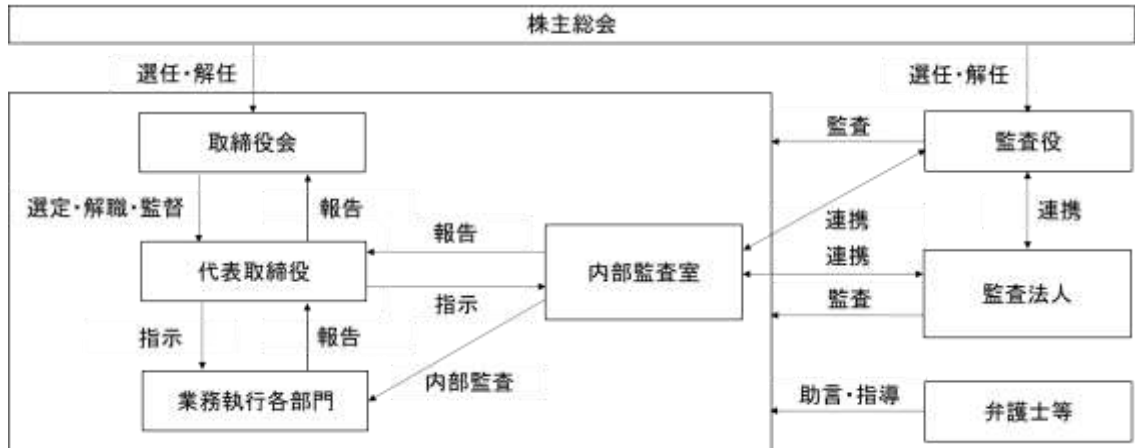 株主総会
選任・解任
選任・解任
取締役会
監査
監査役
選定・解職・監督
報告
報告
連携
連携
代表取締役
内部監査室
連携
監査法人
指示
監査
指示
報告
内部監査
業務執行各部門
助言・指導
弁護士等